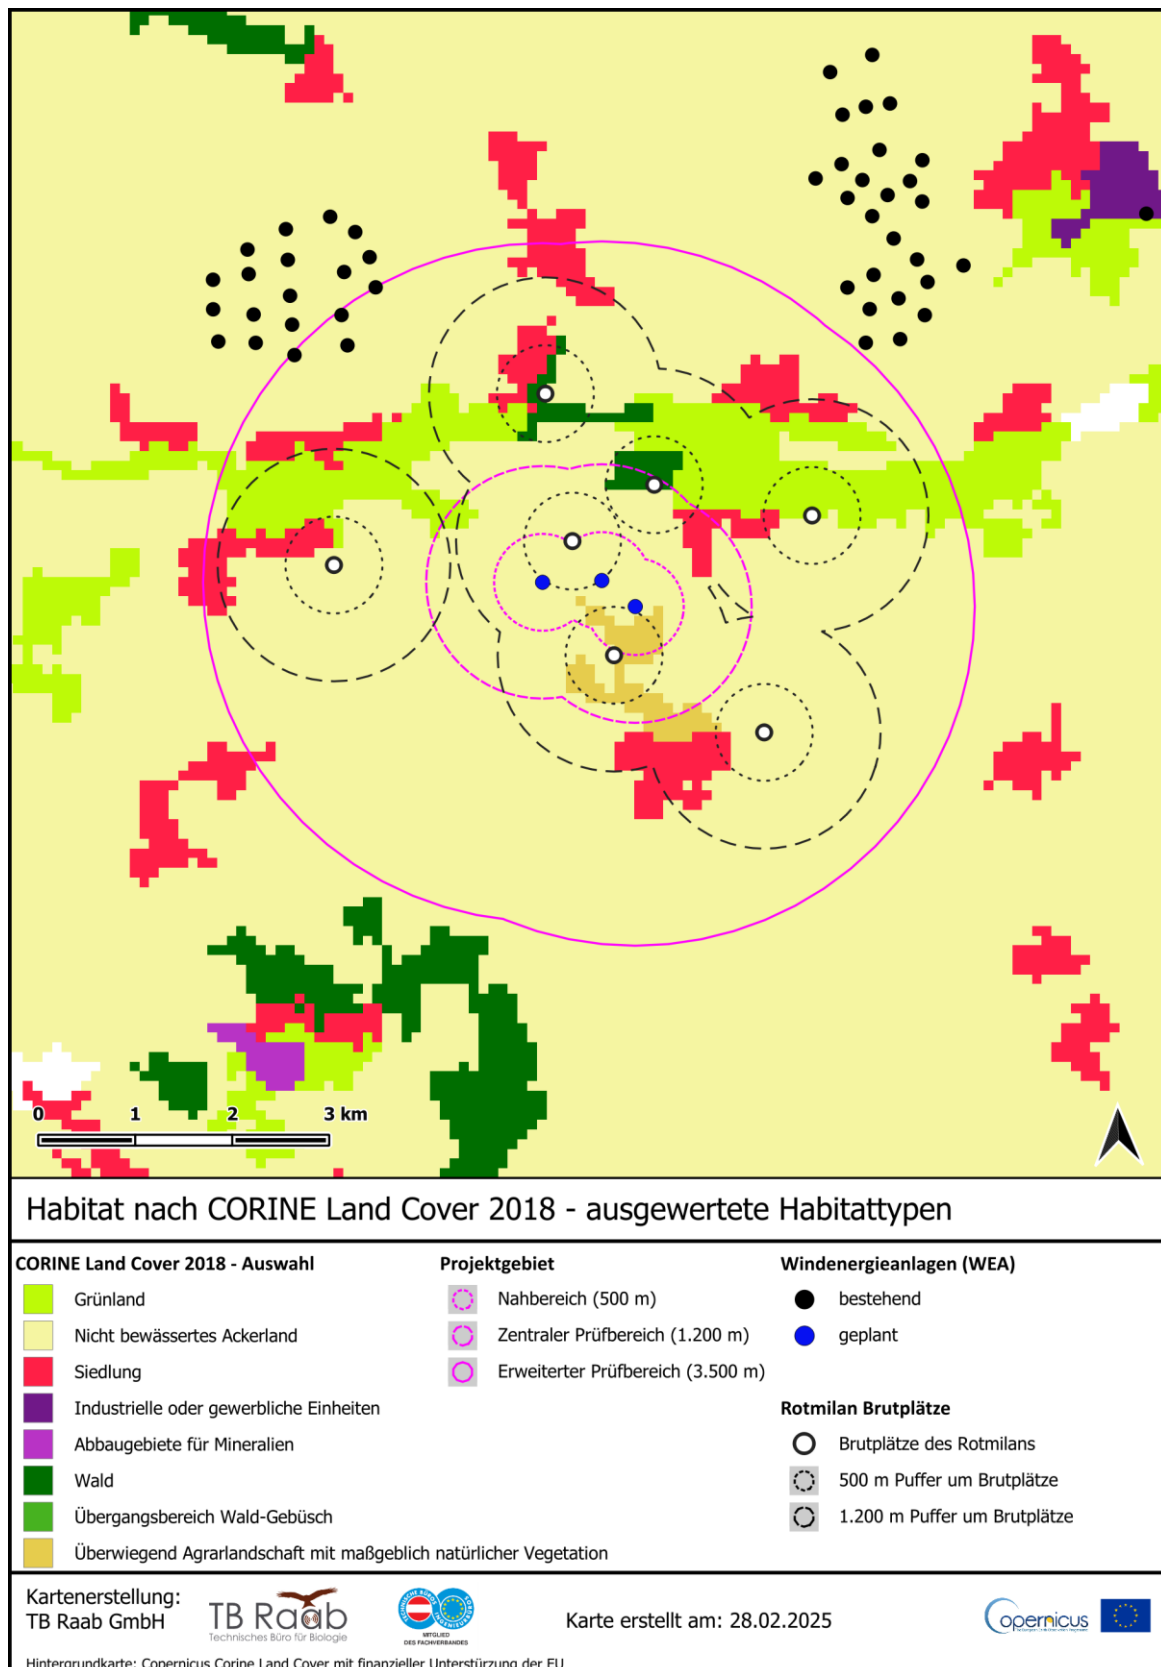 0 1 2 3 km
Habitat nach CORINE Land Cover 2018 - ausgewertete Habitattypen
CORINE Land Cover 2018 - Auswahl
Grünland
Nicht bewässertes Ackerland
Siedlung
Industrielle oder gewerbliche Einheiten
Abbaugebiete für Mineralien
Wald
Übergangsbereich Wald-Gebüsch
Überwiegend Agrarlandschaft mit maßgeblich natürlicher Vegetation
Projektgebiet
Nahbereich (500 m)
Zentraler Prüfbereich (1.200 m)
Erweiterter Prüfbereich (3.500 m)
Windenergieanlagen (WEA)
bestehend
geplant
Rotmilan Brutplätze
Brutplätze des Rotmilans
500 m Puffer um Brutplätze
1.200 m Puffer um Brutplätze
Kartenerstellung:
TB Raab GmbH
TB Raab
Technisches Büro für Biologie
MITGLIED
DES FACHVERBANDES
Karte erstellt am: 28.02.2025
opernicus
Hintergrundkarte: Copernicus Corine Land Cover mit finanzieller Unterstützung der EU